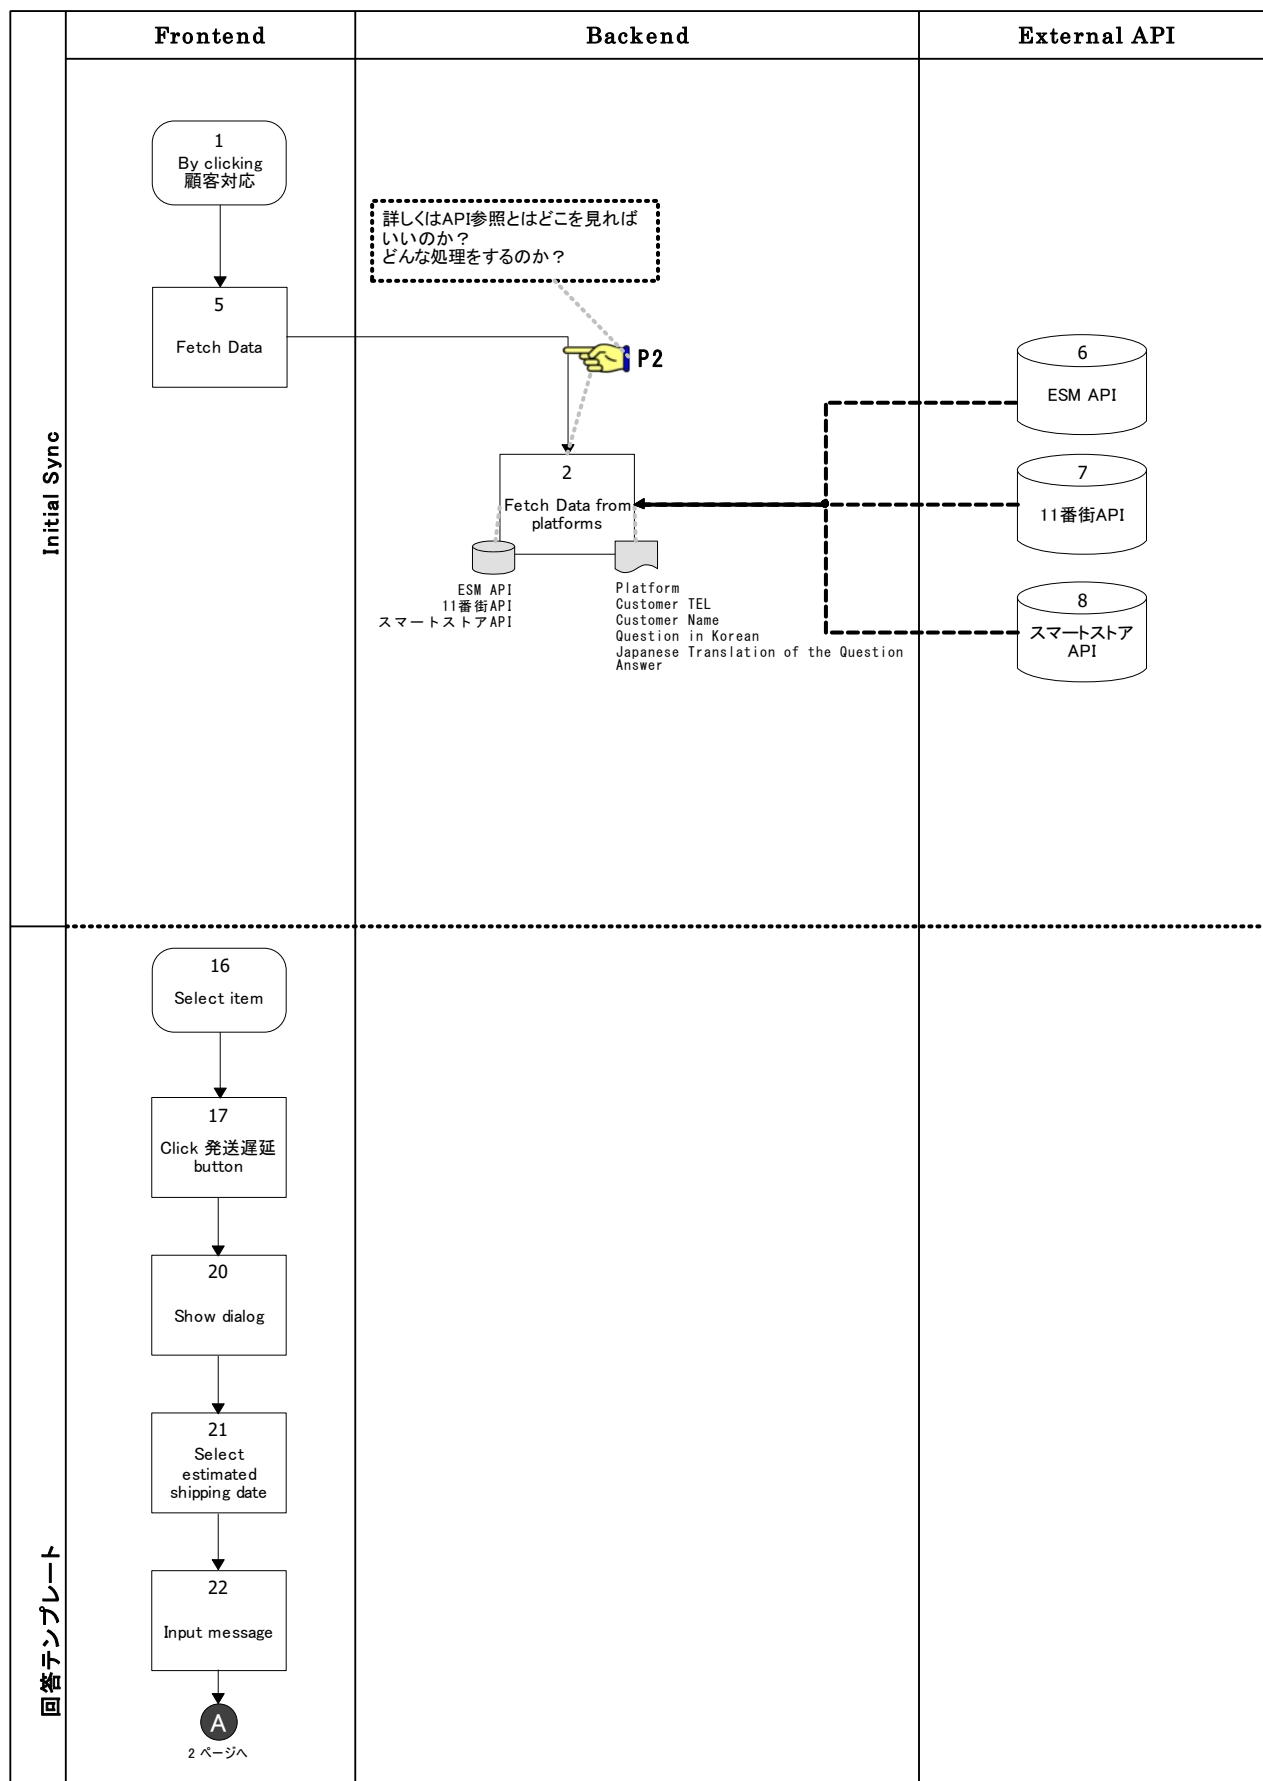 Frontend
Backend
External API
Initial Sync
1
By clicking
顧客対応
詳しくはAPI参照とはどこを見れば
いいのか？
どんな処理をするのか？
5
Fetch Data
P2
6
ESM API
2
Fetch Data from
platforms
7
11番街API
ESM API
11番街API
スマートストアAPI
Platform
Customer TEL
Customer Name
Question in Korean
Japanese Translation of the Question
Answer
8
スマートストア
API
回答テンプレート
16
Select item
17
Click 発送遅延
button
20
Show dialog
21
Select
estimated
shipping date
22
Input message
A
2 ページへ